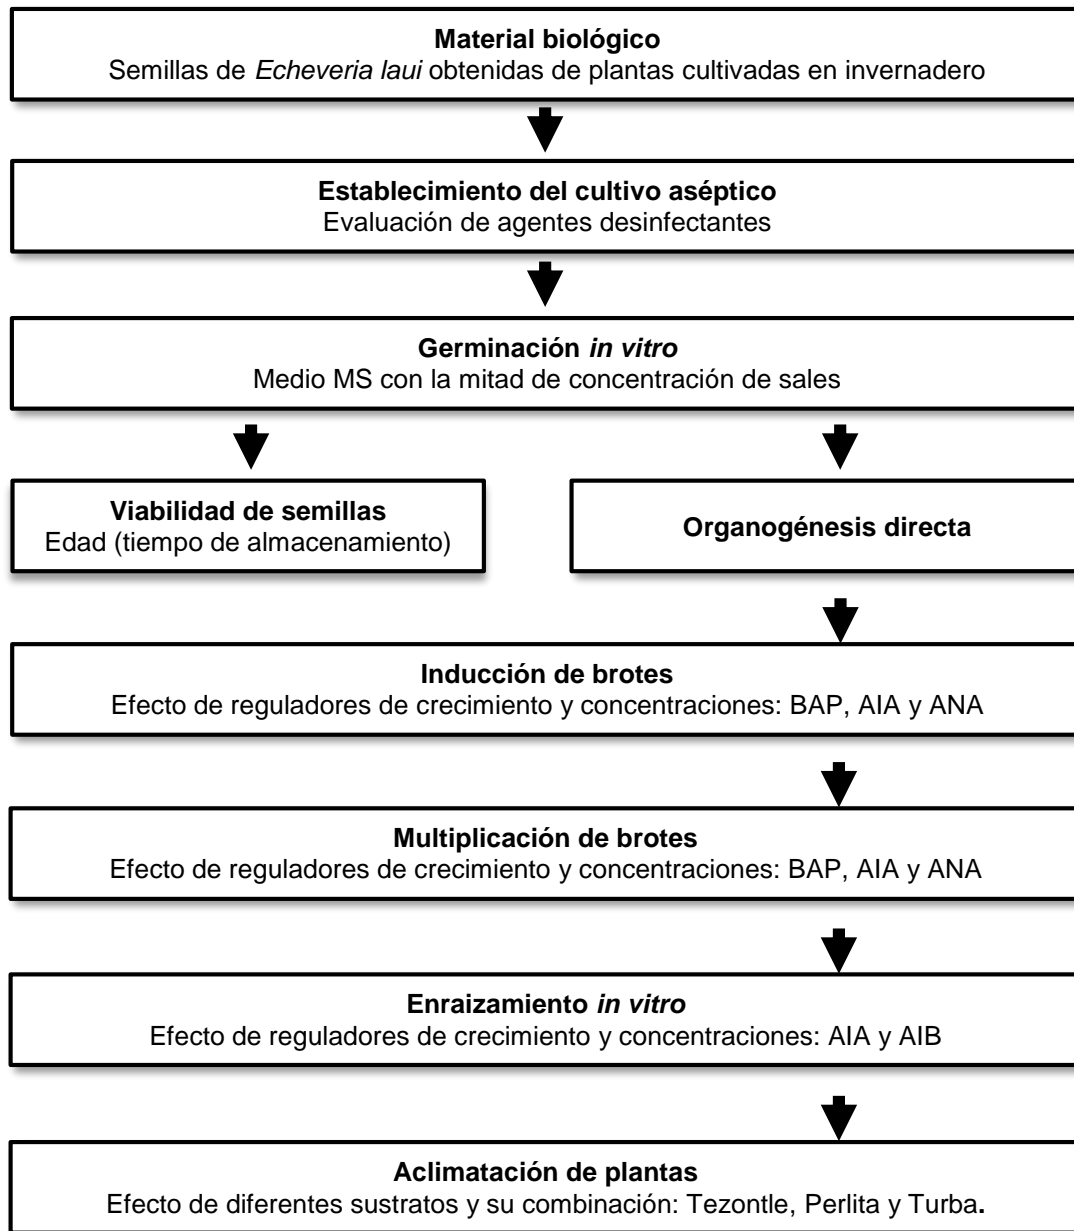 Material biológico
Semillas de Echeveria laui obtenidas de plantas cultivadas en invernadero
Establecimiento del cultivo aséptico
Evaluación de agentes desinfectantes
Germinación in vitro
Medio MS con la mitad de concentración de sales
Viabilidad de semillas
Edad (tiempo de almacenamiento)
Organogénesis directa
Inducción de brotes
Efecto de reguladores de crecimiento y concentraciones: BAP, AIA y ANA
Multiplicación de brotes
Efecto de reguladores de crecimiento y concentraciones: BAP, AIA y ANA
Enraizamiento in vitro
Efecto de reguladores de crecimiento y concentraciones: AIA y AIB
Aclimatación de plantas
Efecto de diferentes sustratos y su combinación: Tezontle, Perlita y Turba.